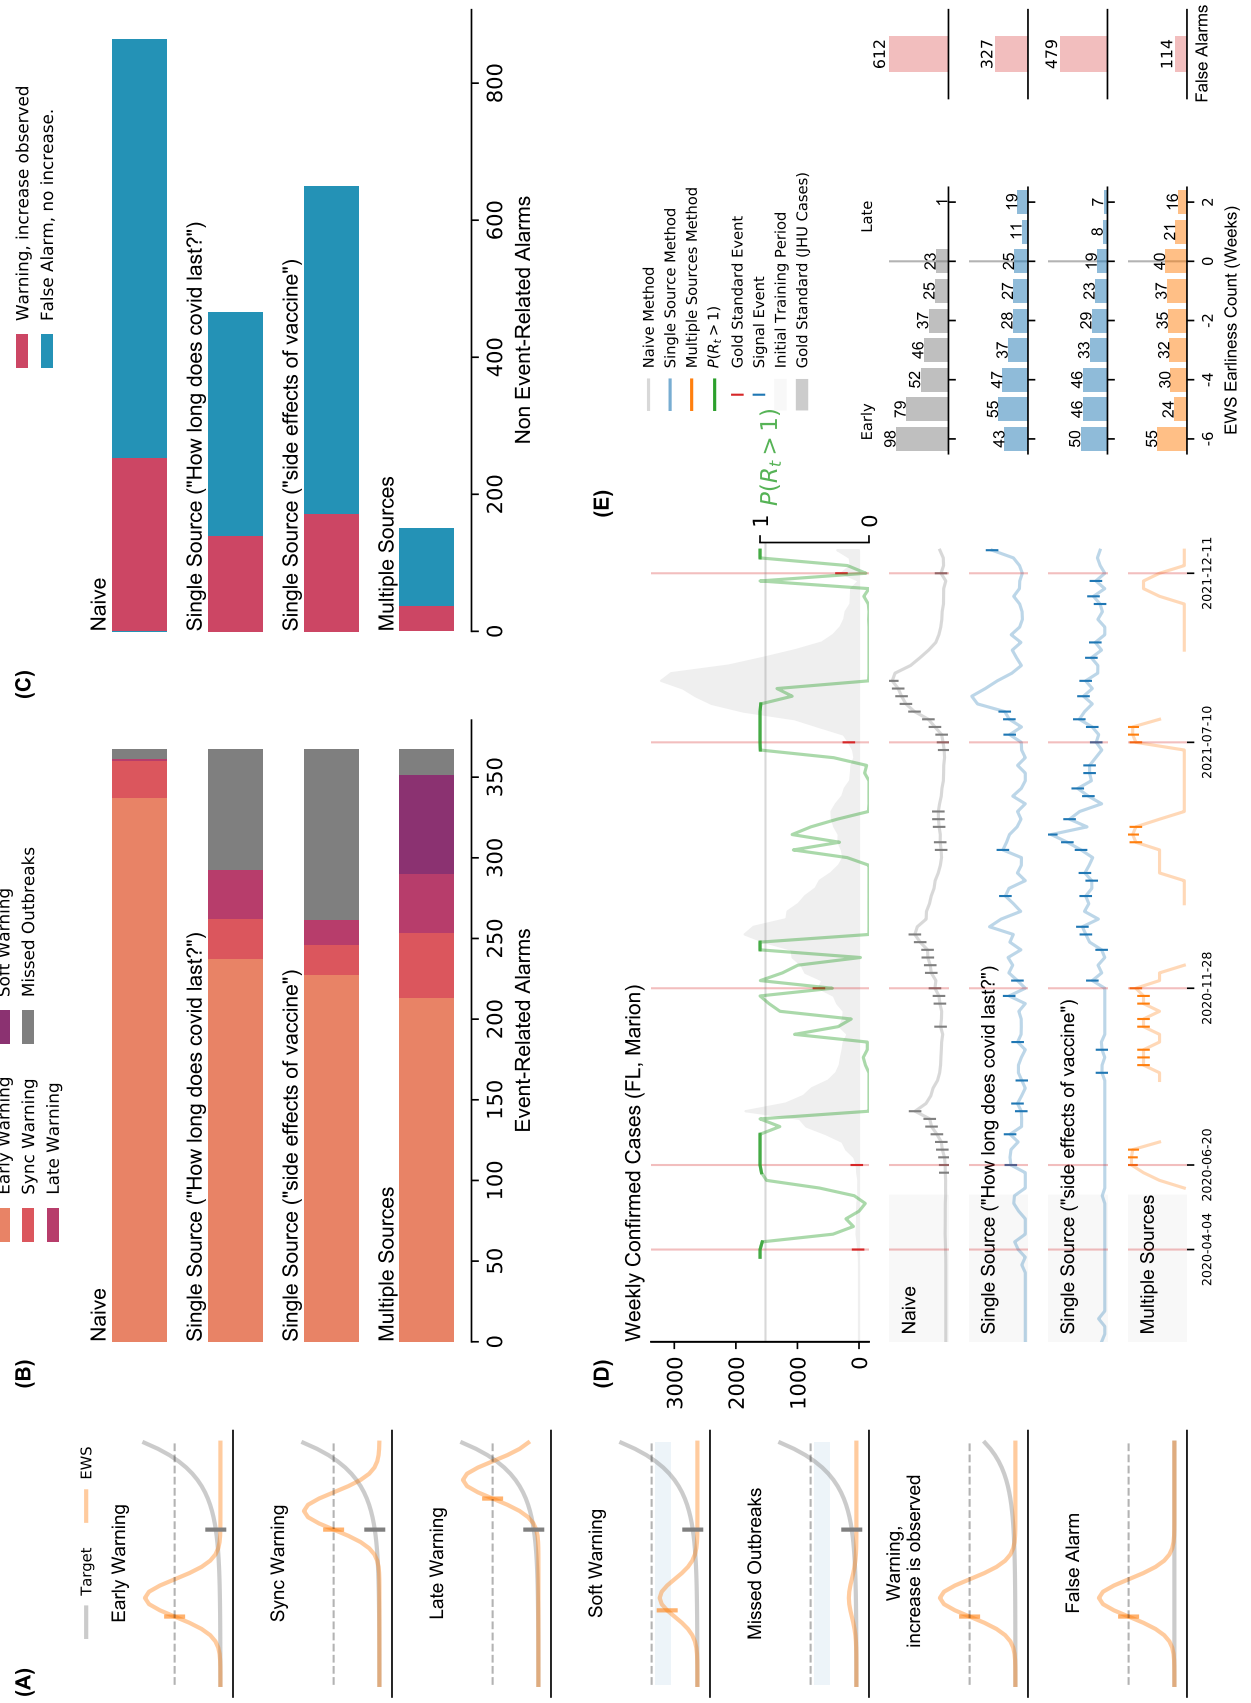 (A)
Target
EWS
Early Warning
Sync Warning
Late Warning
Soft Warning
Missed Outbreaks
Warning,
increase is observed
False Alarm
(B)
Early Warning
Sync Warning
Late Warning
Soft Warning
Missed Outbreaks
Naive
Single Source ("How long does covid last?")
Single Source ("side effects of vaccine")
Multiple Sources
0 50 100 150 200 250 300 350
Event-Related Alarms
(C)
Warning, increase observed
False Alarm, no increase.
Naive
Single Source ("How long does covid last?")
Single Source ("side effects of vaccine")
Multiple Sources
0 200 400 600 800
Non Event-Related Alarms
(D)
Weekly Confirmed Cases (FL, Marion)
3000
2000
1000
0
1
0
P(Rt > 1)
Naive
Single Source ("How long does covid last?")
Single Source ("side effects of vaccine")
Multiple Sources
2020-04-04 2020-06-20 2020-11-28 2021-07-10 2021-12-11
(E)
Naive Method
Single Source Method
Multiple Sources Method
P(Rt > 1)
Gold Standard Event
Signal Event
Initial Training Period
Gold Standard (JHU Cases)
Early
Late
98 79 52 46 37 25 23 1
612
43 55 47 37 28 27 25 11 19
327
50 46 46 33 29 23 19 8 7
479
55 24 30 32 35 37 40 21 16
114
-6 -4 -2 0 2
EWS Earliness Count (Weeks)
False Alarms